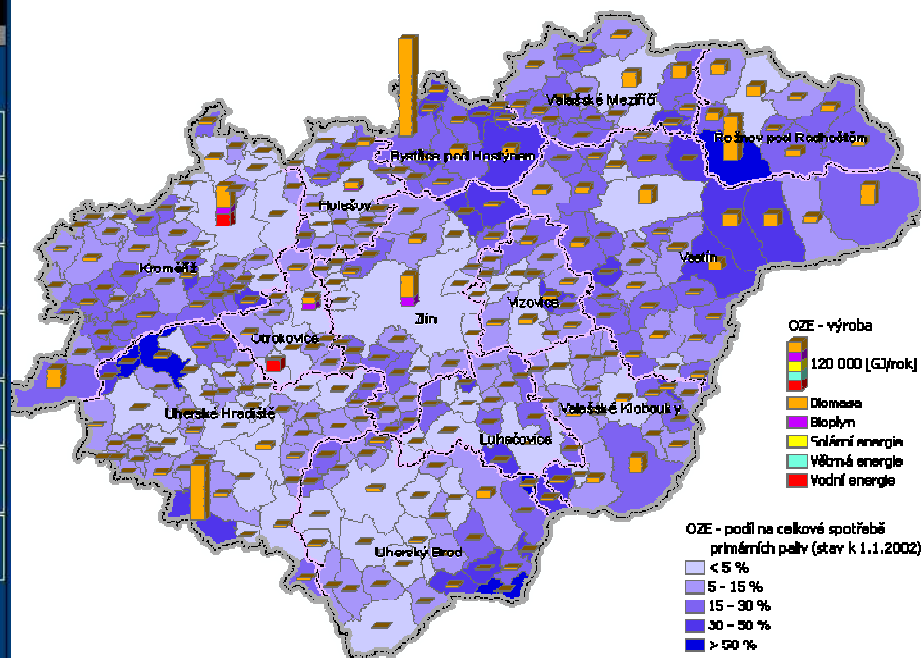 Valašské Meziříčí
Rožnov pod Radhoštěm
Bystřice pod Hostýnem
Holešov
Kroměříž
Vsetín
Zlín
Vizovice
Otrokovice
Uherské Hradiště
Valašské Klobouky
Luhačovice
Uherský Brod
OZE - výroba
120 000 [GJ/rok]
Biomasa
Bioplyn
Solární energie
Větrná energie
Vodní energie
OZE - podíl na celkové spotřebě
primárních paliv (stav k 1.1.2002)
< 5 %
5 - 15 %
15 - 30 %
30 - 50 %
> 50 %